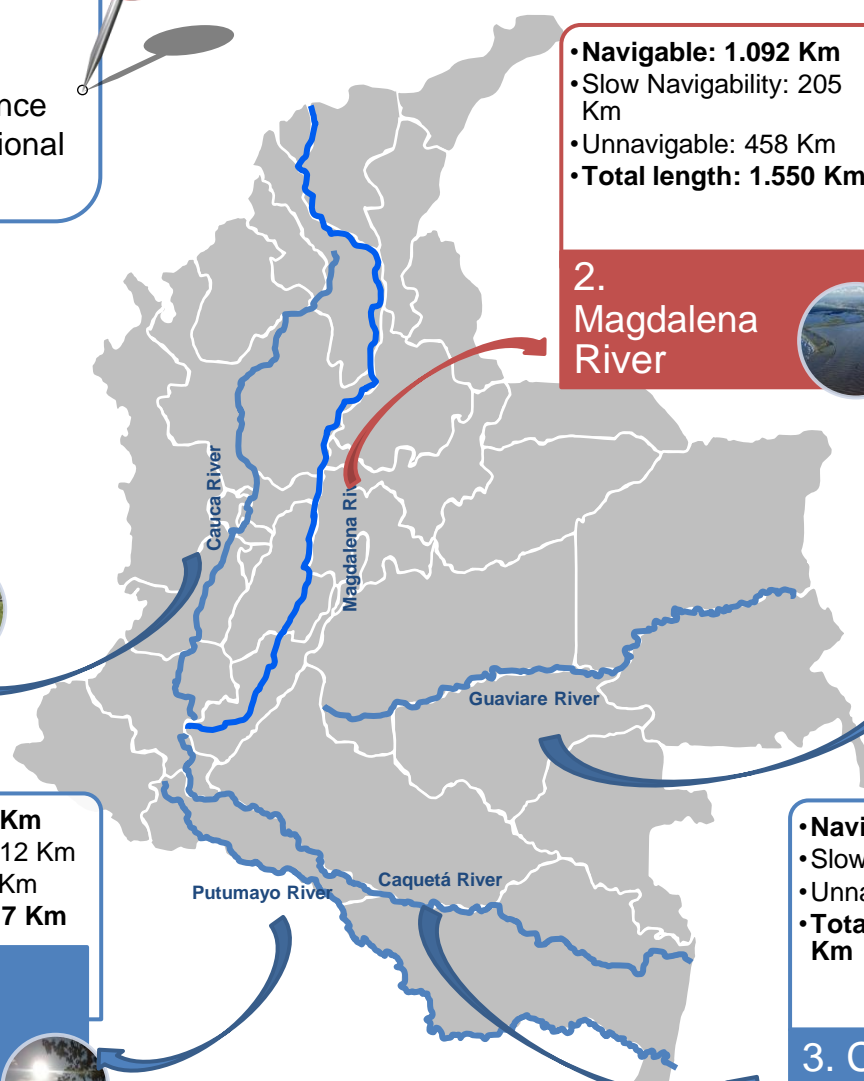 nce
ional
•Navigable: 1.092 Km
•Slow Navigability: 205
Km
•Unnavigable: 458 Km
•Total length: 1.550 Km
2.
Magdalena
River
Cauca River
Magdalena Riv
Guaviare River
Putumayo River
Caquetá River
Km
12 Km
Km
7 Km
•Navi
•Slow
•Unna
•Tota
Km
3. C